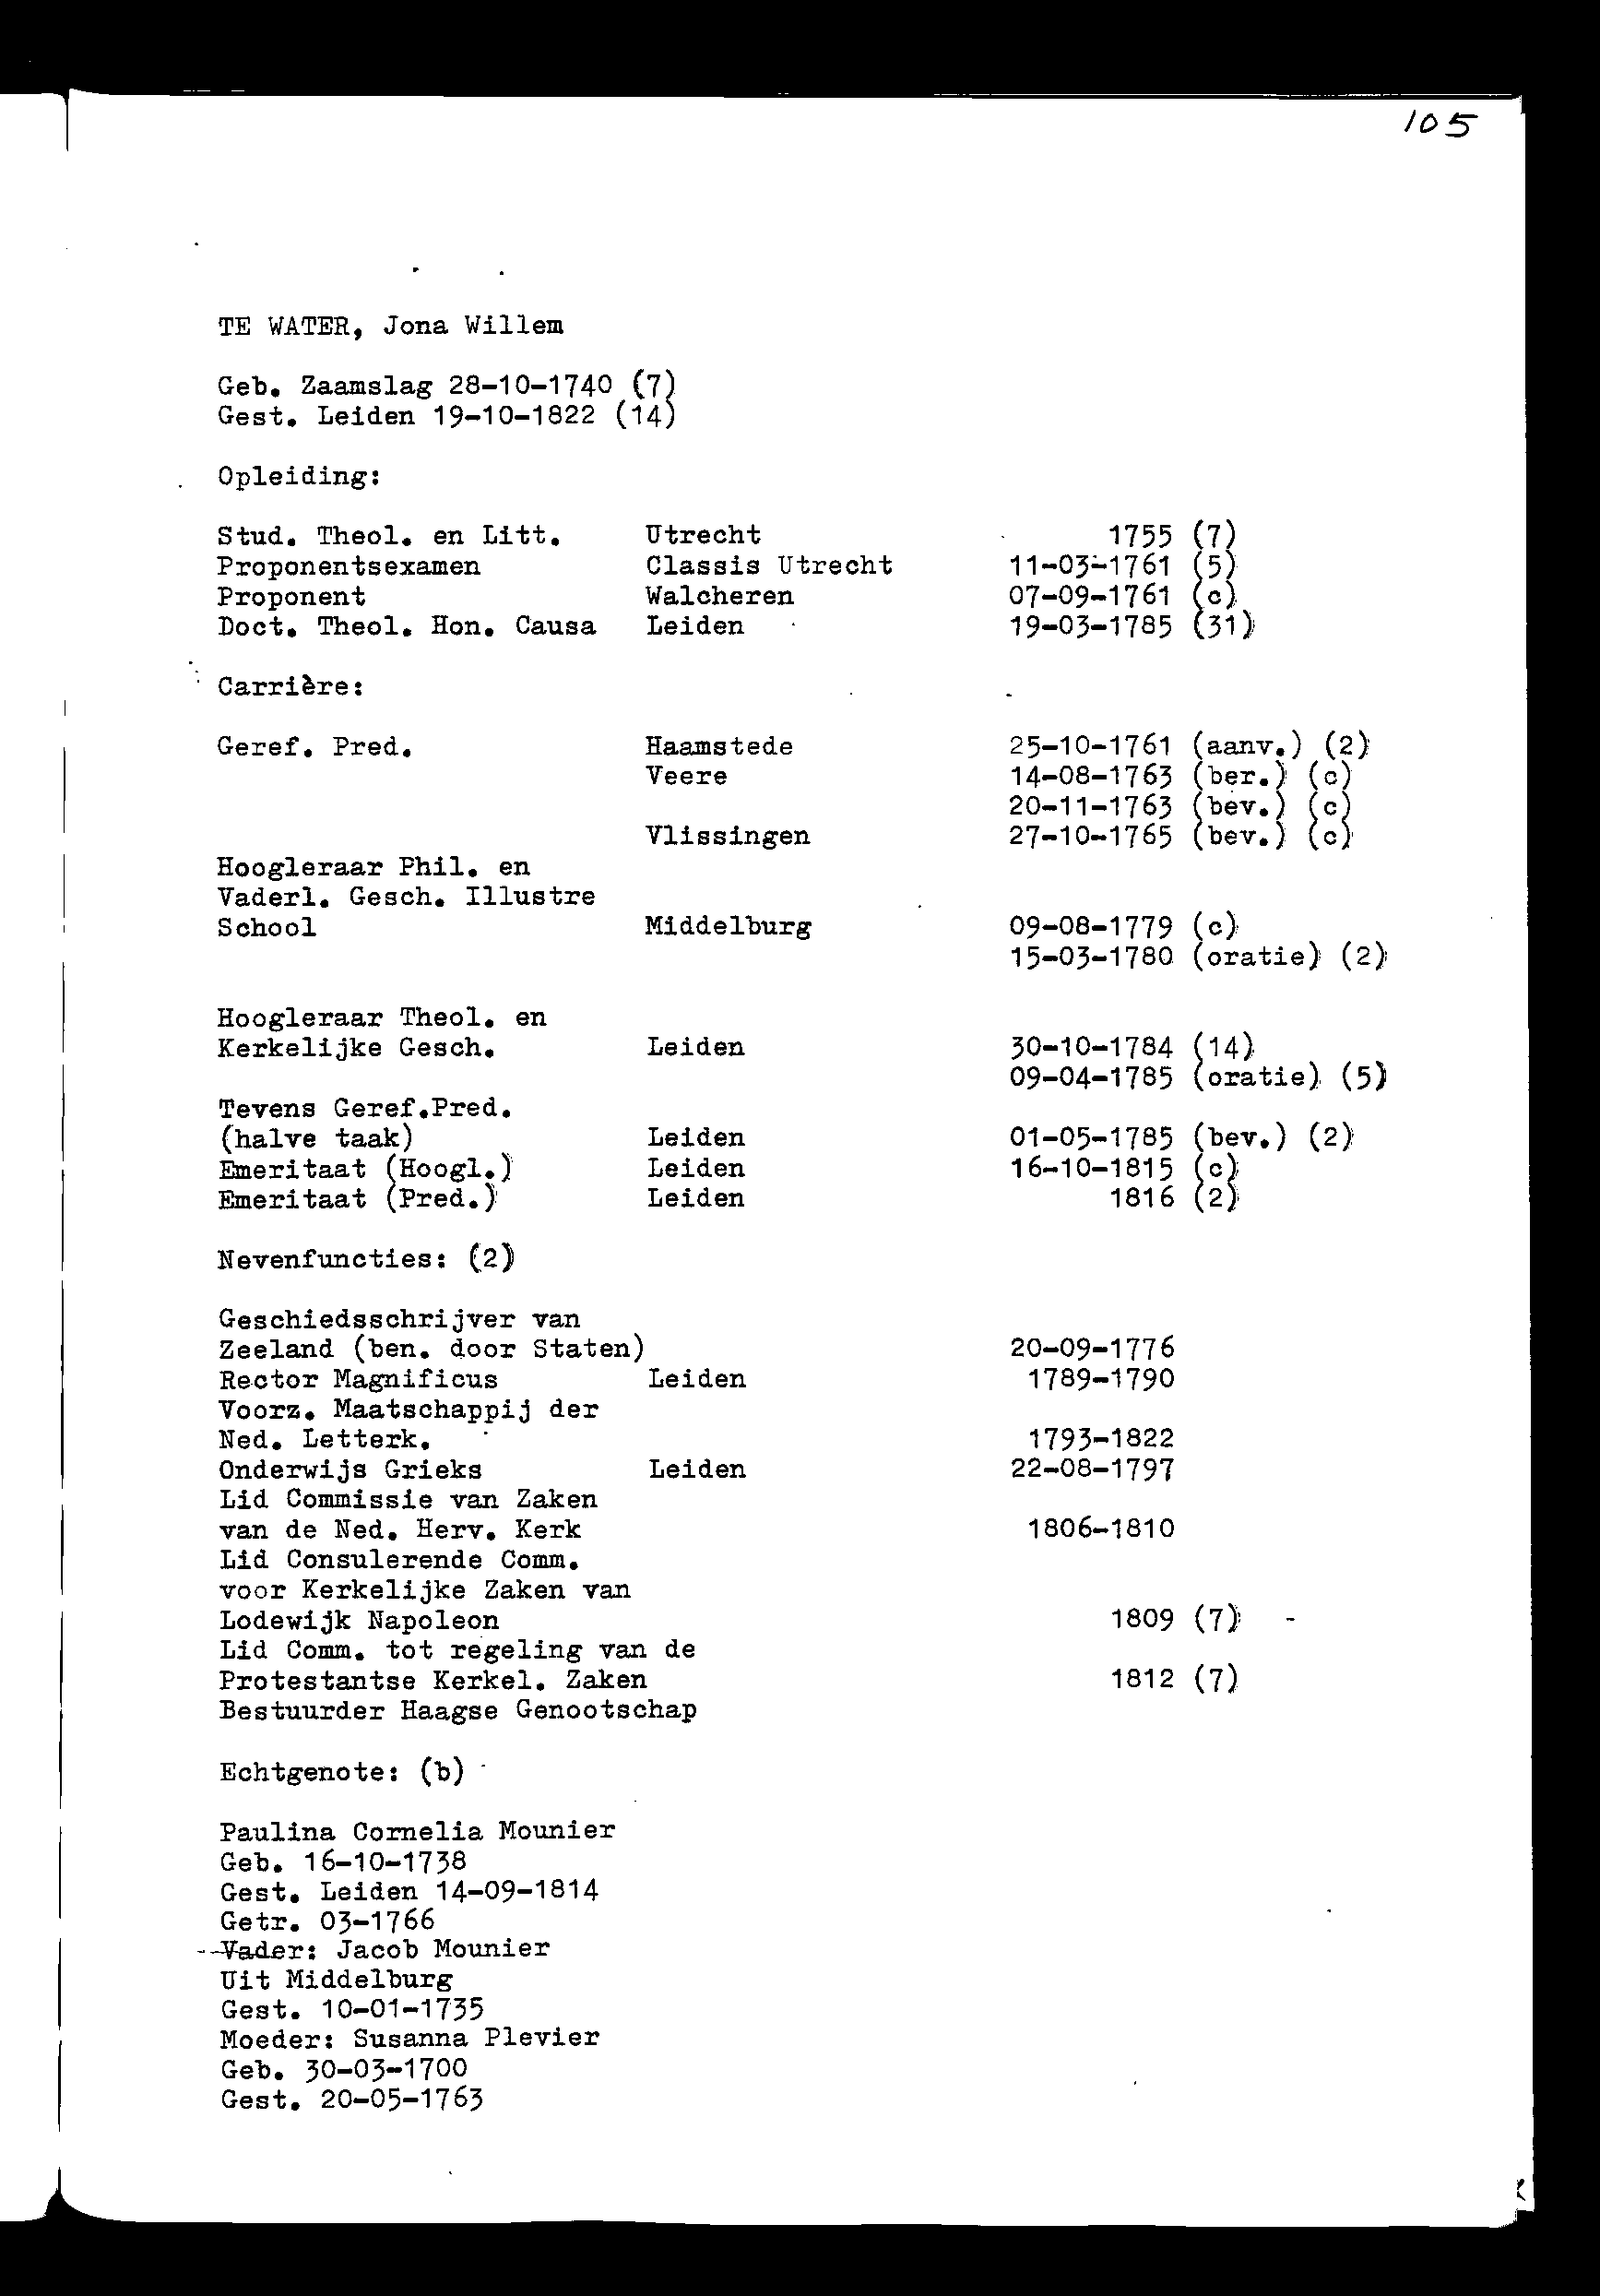 105
TE WATER, Jona Willem
Geb. Zaamslag 28-10-1740 (7)
Gest. Leiden 19-10-1822 (14)
Opleiding:
Stud. Theol. en Litt. Utrecht 1755 (7)
Proponentsexamen Classis Utrecht 11-03-1761 (5)
Proponent Walcheren 07-09-1761 (c)
Doct. Theol. Hon. Causa Leiden 19-03-1785 (31)
Carrière:
Geref. Pred. Haamstede 25-10-1761 (aanv.) (2)
Veere 14-08-1763 (ber.) (c)
20-11-1763 (bev.) (c)
Vlissingen 27-10-1765 (bev.) (c)
Hoogleraar Phil. en
Vaderl. Gesch. Illustre
School Middelburg 09-08-1779 (c)
15-03-1780 (oratie) (2)
Hoogleraar Theol. en
Kerkelijke Gesch. Leiden 30-10-1784 (14)
09-04-1785 (oratie) (5)
Tevens Geref.Pred.
(halve taak) Leiden 01-05-1785 (bev.) (2)
Emeritaat (Hoogl.) Leiden 16-10-1815 (c)
Emeritaat (Pred.) Leiden 1816 (2)
Nevenfuncties: (2)
Geschiedsschrijver van
Zeeland (ben. door Staten) 20-09-1776
Rector Magnificus Leiden 1789-1790
Voorz. Maatschappij der
Ned. Letterk. 1793-1822
Onderwijs Grieks Leiden 22-08-1797
Lid Commissie van Zaken
van de Ned. Herv. Kerk 1806-1810
Lid Consulerende Comm.
voor Kerkelijke Zaken van
Lodewijk Napoleon 1809 (7)
Lid Comm. tot regeling van de
Protestantse Kerkel. Zaken 1812 (7)
Bestuurder Haagse Genootschap
Echtgenote: (b)
Paulina Cornelia Mounier
Geb. 16-10-1738
Gest. Leiden 14-09-1814
Getr. 03-1766
Vader: Jacob Mounier
Uit Middelburg
Gest. 10-01-1735
Moeder: Susanna Plevier
Geb. 30-03-1700
Gest. 20-05-1763